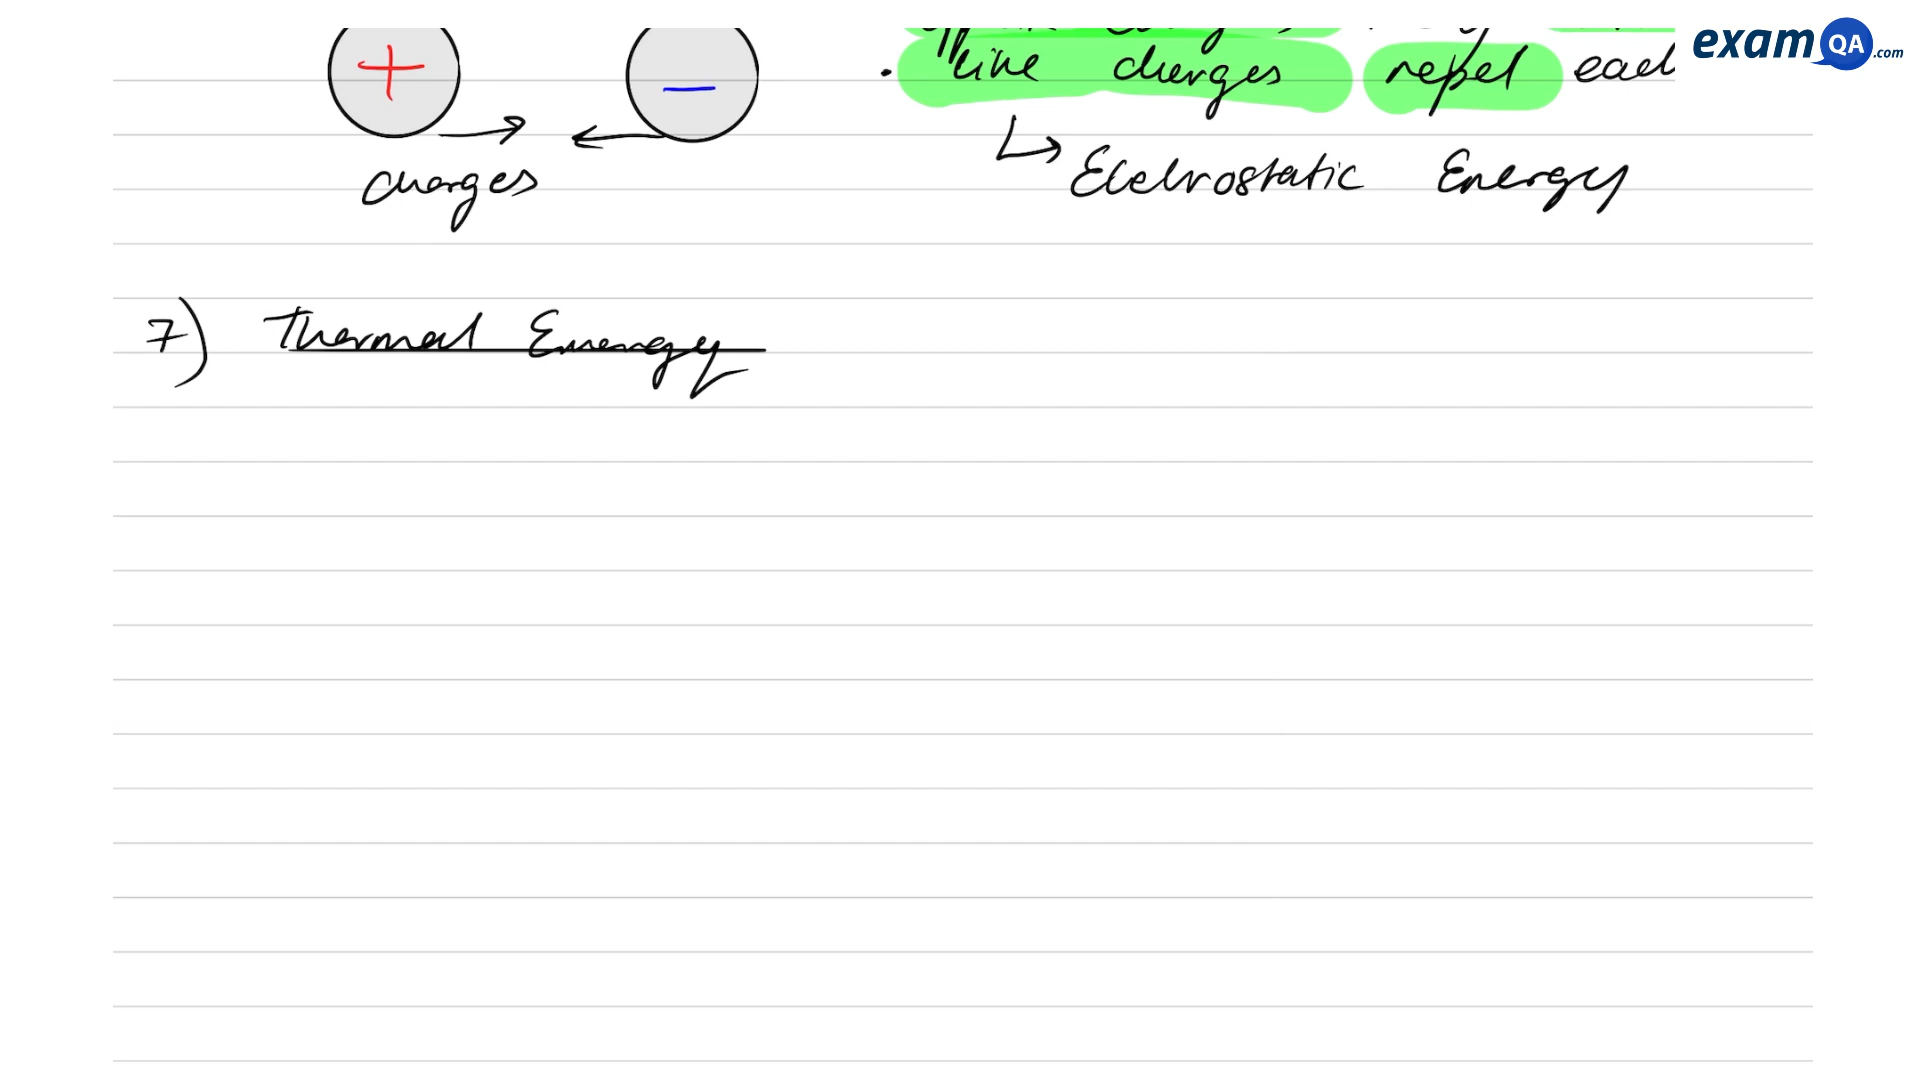 + −
• like charges repel each
↳ Electrostatic Energy
charges
7) Thermal Energy
examQA.com